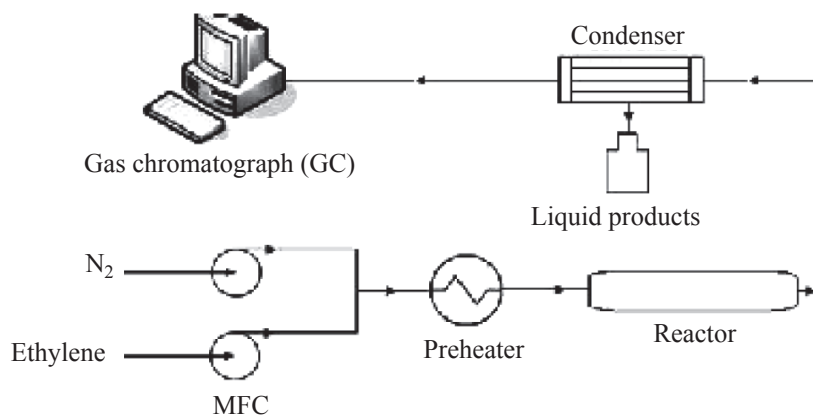 Condenser
Gas chromatograph (GC)
Liquid products
N₂
Ethylene
Preheater
Reactor
MFC